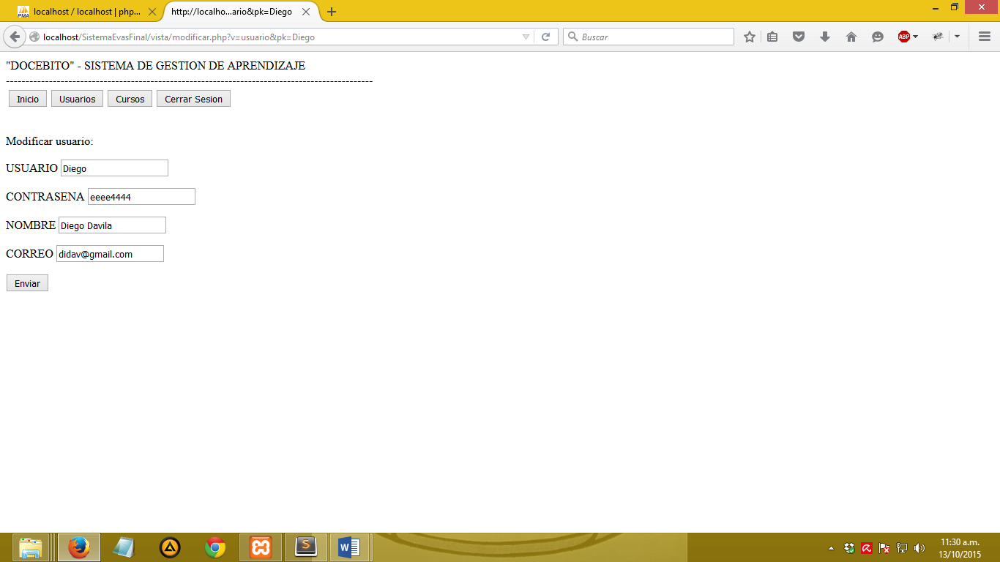 localhost / localhost | php...
http://localho...ario&pk=Diego
localhost/SistemaEvasFinal/vista/modificar.php?v=usuario&pk=Diego
Buscar
ABP
"DOCEBITO" - SISTEMA DE GESTION DE APRENDIZAJE
-----------------------------------------------------------------------------------------------
Inicio Usuarios Cursos Cerrar Sesion
Modificar usuario:
USUARIO Diego
CONTRASENA eeee4444
NOMBRE Diego Davila
CORREO didav@gmail.com
Enviar
11:30 a.m.
13/10/2015